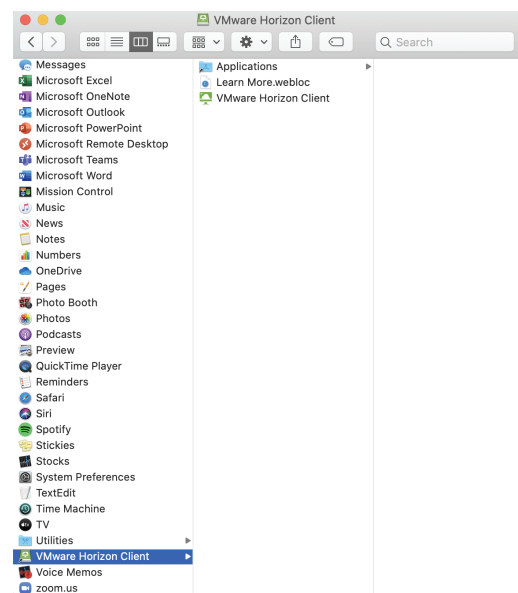 VMware Horizon Client
Search
Messages
Microsoft Excel
Microsoft OneNote
Microsoft Outlook
Microsoft PowerPoint
Microsoft Remote Desktop
Microsoft Teams
Microsoft Word
Mission Control
Music
News
Notes
Numbers
OneDrive
Pages
Photo Booth
Photos
Podcasts
Preview
QuickTime Player
Reminders
Safari
Siri
Spotify
Stickies
Stocks
System Preferences
TextEdit
Time Machine
TV
Utilities
VMware Horizon Client
Voice Memos
zoom.us
Applications
Learn More.webloc
VMware Horizon Client